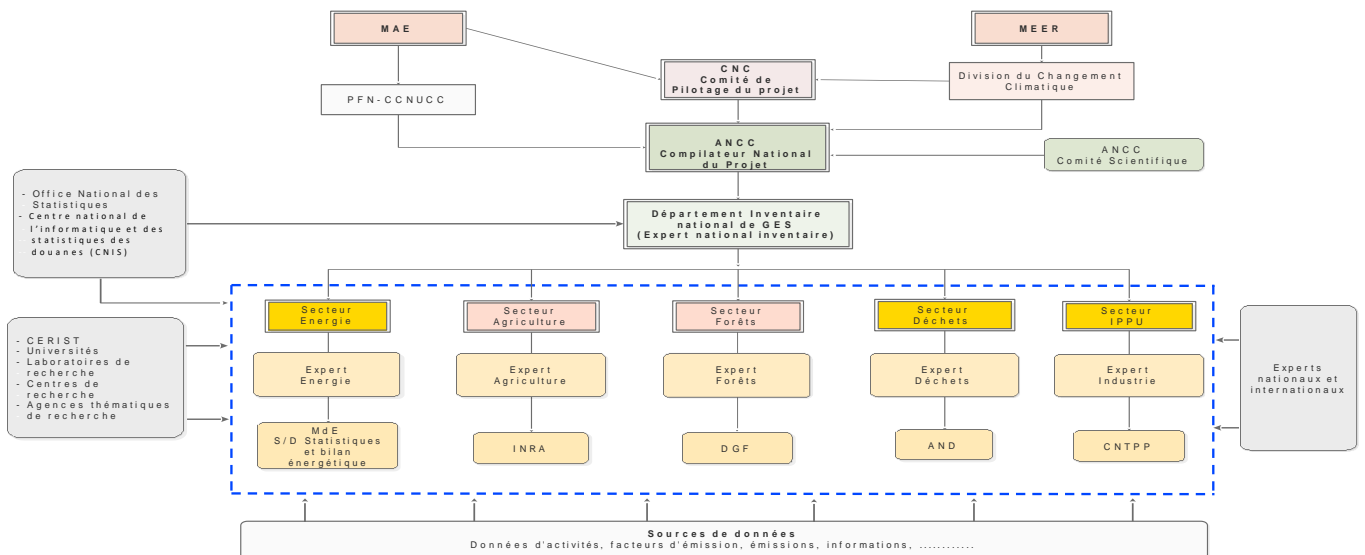 MAE
MEER
CNC
Comité de
Pilotage du projet
Division du Changement
Climatique
PFN-CCNUCC
ANCC
Compilateur National
du Projet
ANCC
Comité Scientifique
- Office National des
Statistiques
- Centre national de
l'informatique et des
statistiques des
douanes (CNIS)
Département Inventaire
national de GES
(Expert national inventaire)
Secteur
Energie
Secteur
Agriculture
Secteur
Forêts
Secteur
Déchets
Secteur
IPPU
- CERIST
- Universités
- Laboratoires de
recherche
- Centres de
recherche
- Agences thématiques
de recherche
Expert
Energie
Expert
Agriculture
Expert
Forêts
Expert
Déchets
Expert
Industrie
Experts
nationaux et
internationaux
MdE
S/D Statistiques
et bilan
énergétique
INRA
DGF
AND
CNTPP
Sources de données
Données d'activités, facteurs d'émission, émissions, informations, ............